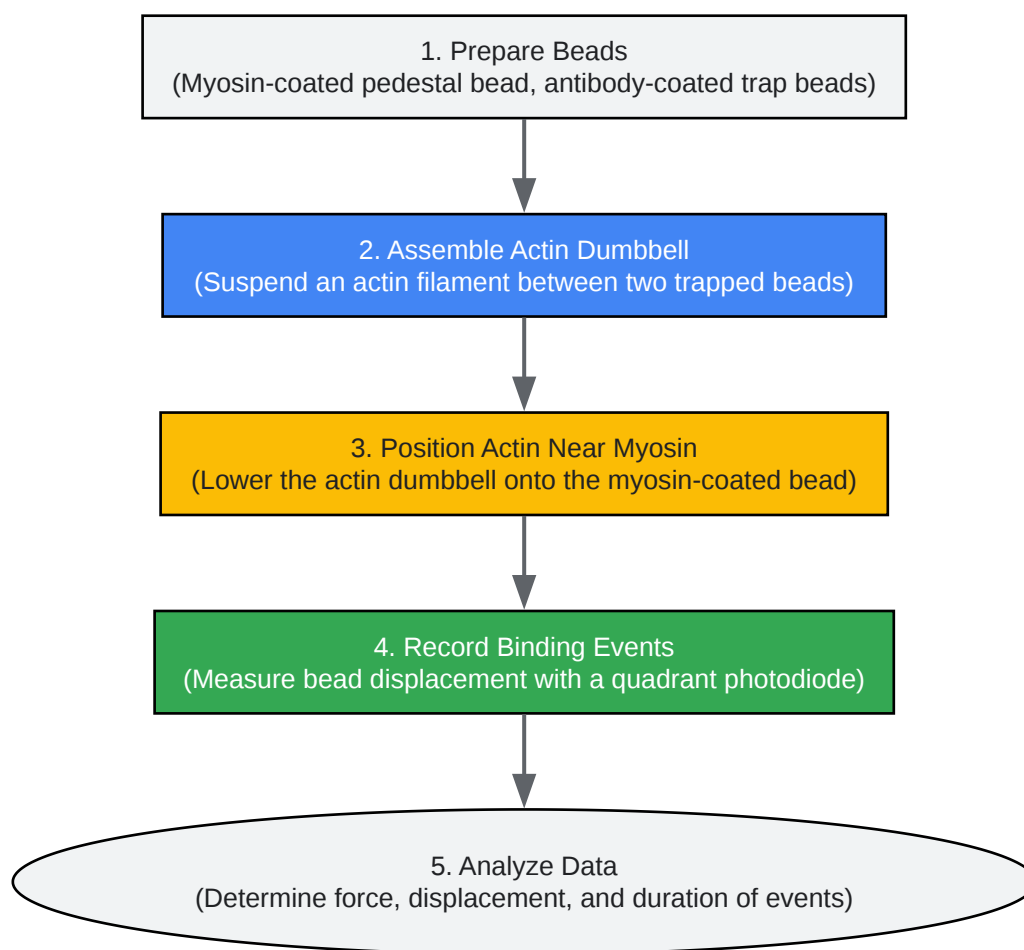 1. Prepare Beads
(Myosin-coated pedestal bead, antibody-coated trap beads)
2. Assemble Actin Dumbbell
(Suspend an actin filament between two trapped beads)
3. Position Actin Near Myosin
(Lower the actin dumbbell onto the myosin-coated bead)
4. Record Binding Events
(Measure bead displacement with a quadrant photodiode)
5. Analyze Data
(Determine force, displacement, and duration of events)